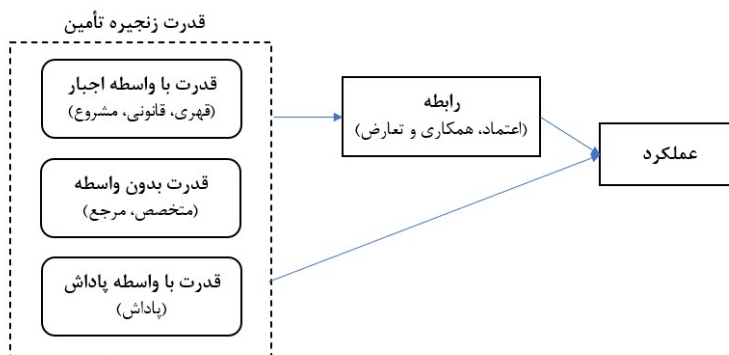 قدرت زنجیره تأمین
قدرت با واسطه اجبار
(قهری، قانونی، مشروع)
قدرت بدون واسطه
(متخصص، مرجع)
قدرت با واسطه پاداش
(پاداش)
رابطه
(اعتماد، همکاری و تعارض)
عملکرد